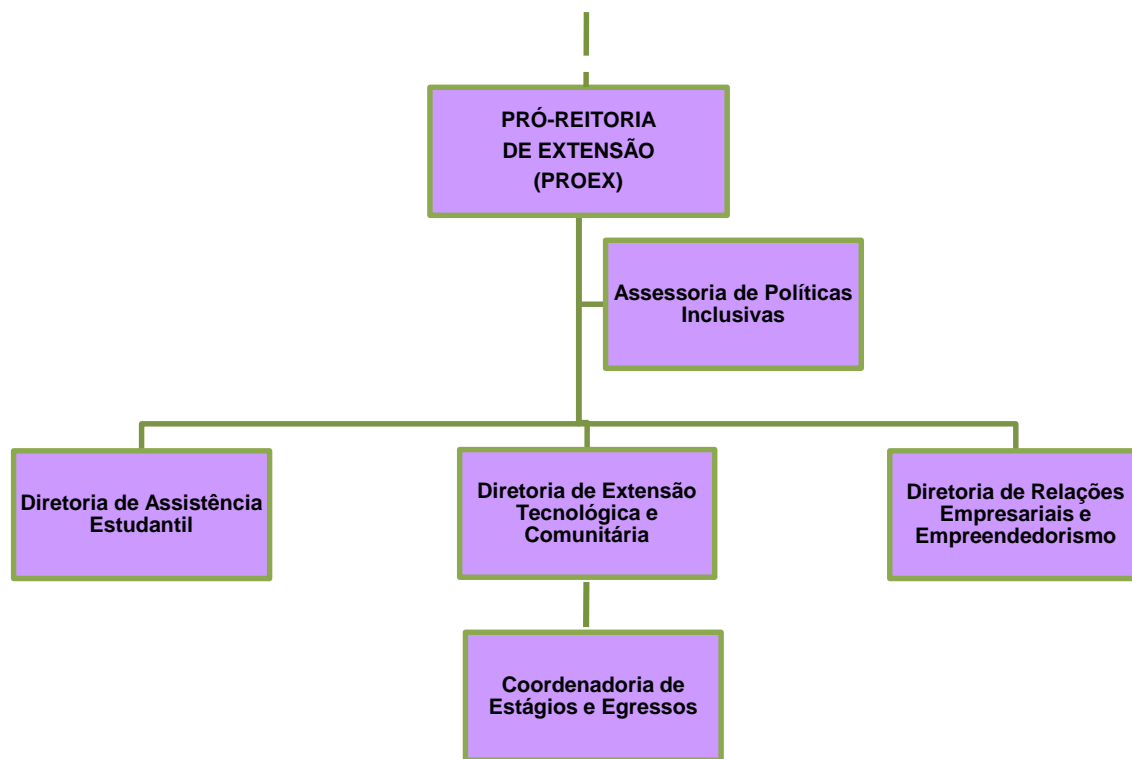 PRÓ-REITORIA
DE EXTENSÃO
(PROEX)
Assessoria de Políticas
Inclusivas
Diretoria de Assistência
Estudantil
Diretoria de Extensão
Tecnológica e
Comunitária
Diretoria de Relações
Empresariais e
Empreendedorismo
Coordenadoria de
Estágios e Egressos